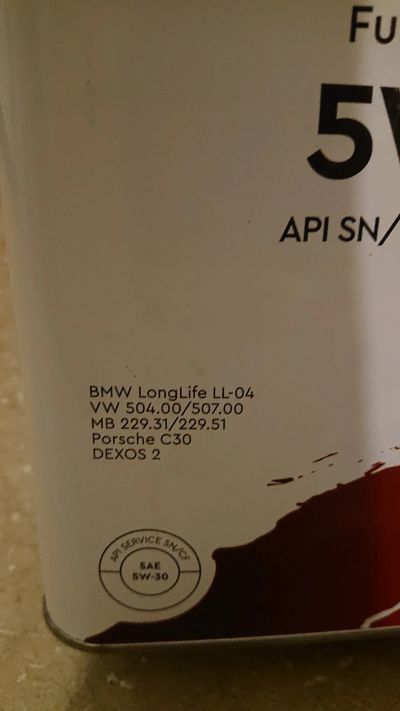 Fu
5
API SN/
BMW LongLife LL-04
VW 504.00/507.00
MB 229.31/229.51
Porsche C30
DEXOS 2
API SERVICE SN/CF
SAE
5W-30